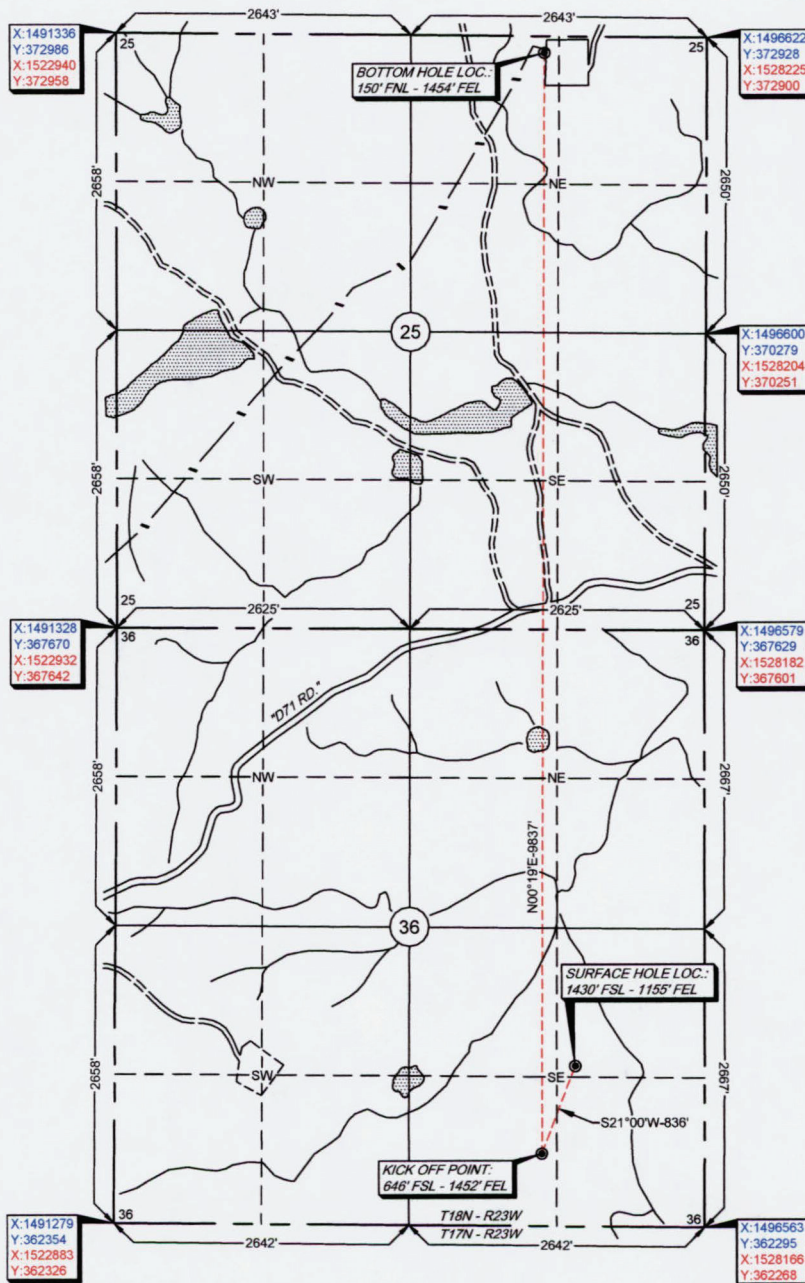 2643'
2643'
X:1491336
Y:372986
X:1522940
Y:372958
25
25
X:1496622
Y:372928
X:1528225
Y:372900
BOTTOM HOLE LOC.:
150' FNL - 1454' FEL
2658'
NW
NE
2650'
25
X:1496600
Y:370279
X:1528204
Y:370251
2658'
SW
SE
2650'
25
2625'
2625'
25
36
36
X:1491328
Y:367670
X:1522932
Y:367642
X:1496579
Y:367629
X:1528182
Y:367601
"D71 RD."
2658'
NW
NE
2667'
N00°19'E-9837'
36
SURFACE HOLE LOC.:
1430' FSL - 1155' FEL
2658'
SW
SE
2667'
S21°00'W-836'
KICK OFF POINT:
646' FSL - 1452' FEL
X:1491279
Y:362354
X:1522883
Y:362326
36
T18N - R23W
T17N - R23W
36
2642'
2642'
X:1496563
Y:362295
X:1528166
Y:362268